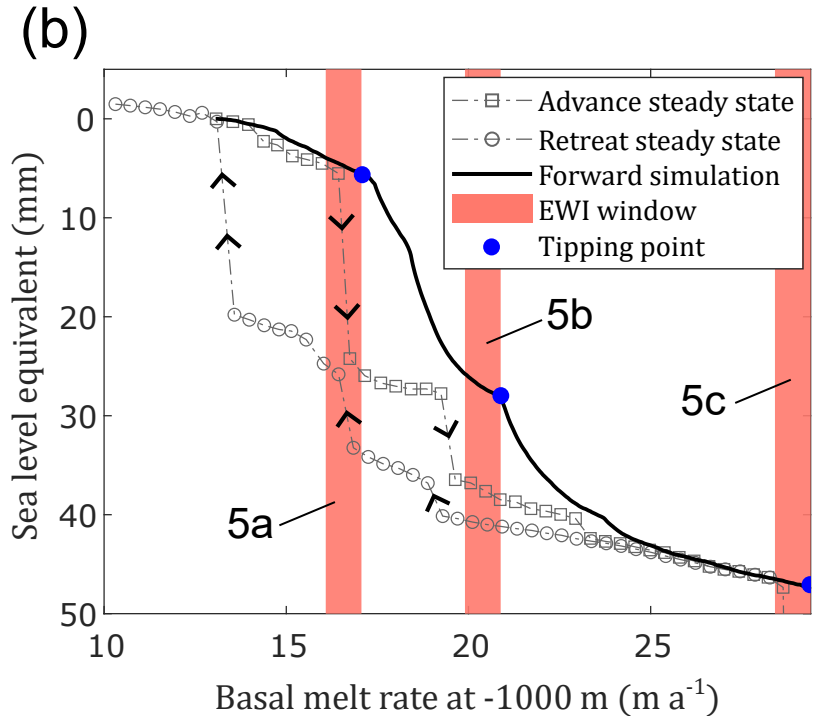 (b)
Advance steady state
Retreat steady state
Forward simulation
EWI window
Tipping point
0
10
20
30
40
50
Sea level equivalent (mm)
5a
5b
5c
10
15
20
25
Basal melt rate at -1000 m (m a⁻¹)